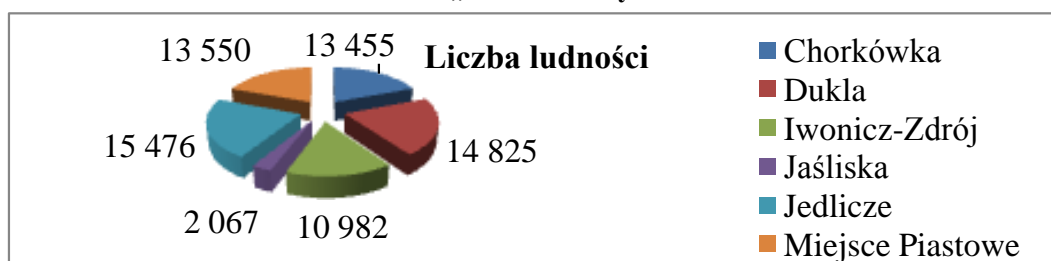 Liczba ludności
13 550
13 455
14 825
15 476
2 067
10 982
Chorkówka
Dukla
Iwonicz-Zdrój
Jaśliska
Jedlicze
Miejsce Piastowe